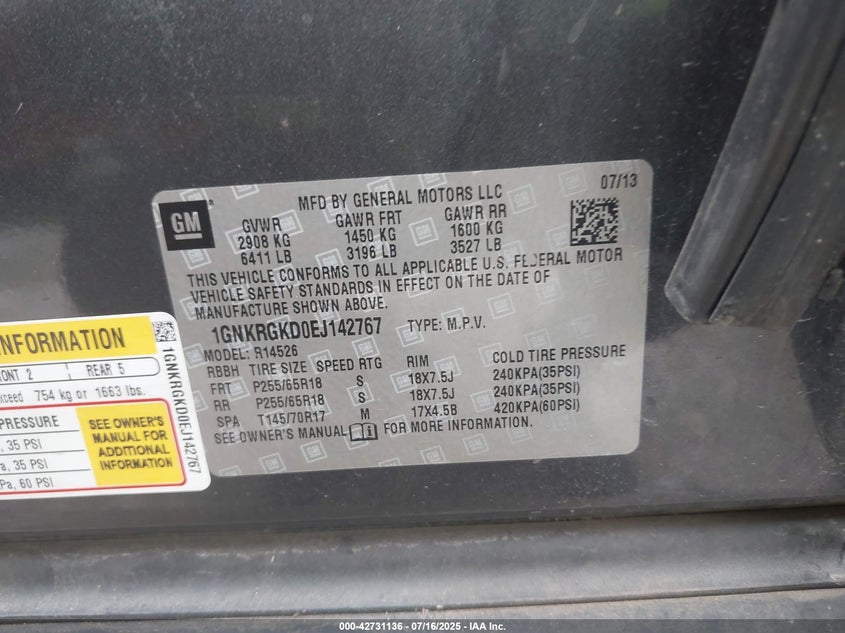 MFD BY GENERAL MOTORS LLC
07/13
GM
GVWR GAWR FRT GAWR RR
2908 KG 1450 KG 1600 KG
6411 LB 3196 LB 3527 LB
THIS VEHICLE CONFORMS TO ALL APPLICABLE U.S. FEDERAL MOTOR
VEHICLE SAFETY STANDARDS IN EFFECT ON THE DATE OF
MANUFACTURE SHOWN ABOVE.
1GNKRGKD0EJ142767 TYPE: M.P.V.
MODEL: R14526
RBBH TIRE SIZE SPEED RTG RIM COLD TIRE PRESSURE
FRT P255/65R18 S 18X7.5J 240KPA(35PSI)
RR P255/65R18 S 18X7.5J 240KPA(35PSI)
SPA T145/70R17 M 17X4.5B 420KPA(60PSI)
SEE OWNER'S MANUAL FOR MORE INFORMATION.
INFORMATION
RONT 2 REAR 5
xceed 754 kg or 1663 lbs.
PRESSURE
, 35 PSI
a, 35 PSI
Pa, 60 PSI
SEE OWNER'S
MANUAL FOR
ADDITIONAL
INFORMATION
1GNKRGKD0EJ142767
000-42731136 - 07/16/2025 - IAA Inc.